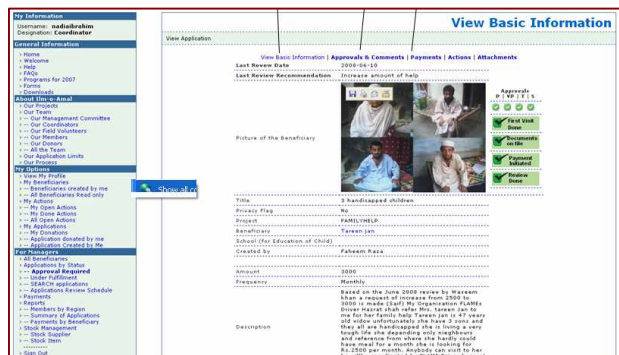 My Information
Username: nadiaibrahim
Designation: Coordinator
General Information
Home
Welcome
Help
FAQs
Programs for 2007
Forms
Downloads
About Ilm-o-Amal
Our Projects
Our Team
-- Our Management Committee
-- Our Coordinators
-- Our Field Volunteers
-- Our Members
-- Our Donors
-- All the Team
Our Application Limits
Our Process
My Options
View My Profile
My Beneficiaries
-- Beneficiaries created by me
-- All Beneficiaries Read only
My Actions
-- My Open Actions
-- My Done Actions
-- All Open Actions
My Applications
-- My Donations
-- Application donated by me
-- Application Created by Me
For Managers
All Beneficiaries
Applications by Status
-- Approval Required
-- Under Fulfillment
-- SEARCH applications
-- Applications Review Schedule
Payments
Reports
-- Members by Region
-- Summary of Applications
-- Payments by Beneficiary
Stock Management
-- Stock Supplier
-- Stock Item
----------
Sign Out
Show all co
View Basic Information
View Application
View Basic Information | Approvals & Comments | Payments | Actions | Attachments
Last Revew Date 2008-06-10
Last Review Recommendation Increase amount of help
Picture of the Beneficiary
Approvals
P | VP | T | S
First Visit Done
Documents on file
Payment Initiated
Review Done
Title 3 handicapped children
Privacy Flag No
Project FAMILYHELP
Beneficiary Tareen jan
School (for Education of Child)
Created by Faheem Raza
Amount 3000
Frequency Monthly
Description
Based on the June 2008 review by Waseem
khan a request of increase from 2500 to
3000 is made (Saif) My Organization FLAMEs
Driver Hazrat shah refer Mrs. tareen Jan to
me for her family help Tareen jan is 47 years
old widow unfortunately she have 3 sons and
they all are handicapped she is living a very
tough life she depending only nieghbours
and reference from where she hardly could
have meal for a month she is looking for
Rs.2500 per month. Anybody can visit to her